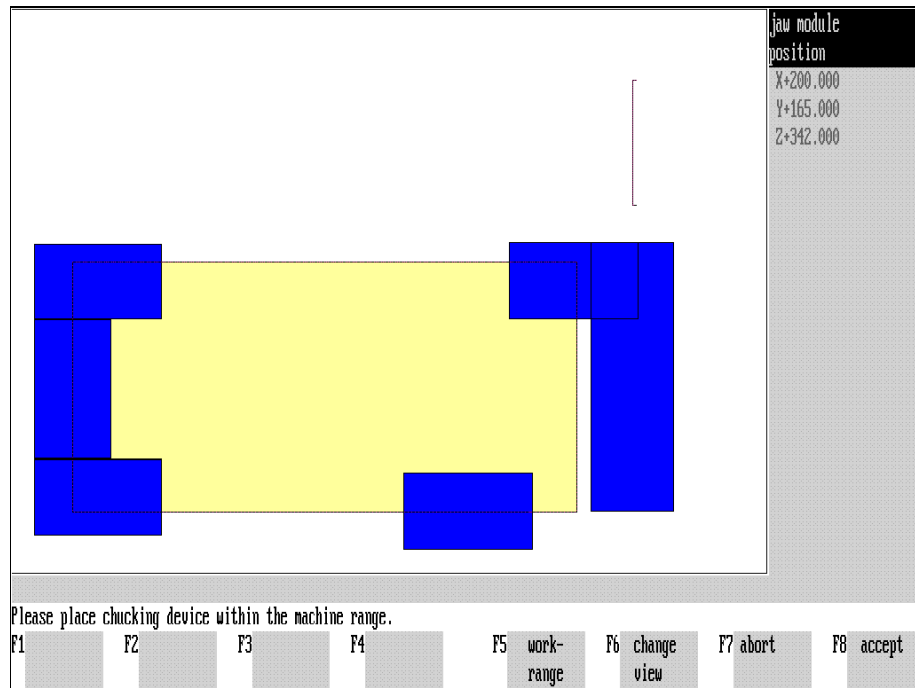 jaw module
position
X+200.000
Y+165.000
Z+342.000
Please place chucking device within the machine range.
F1 F2 F3 F4 F5 work- F6 change F7 abort F8 accept
range view